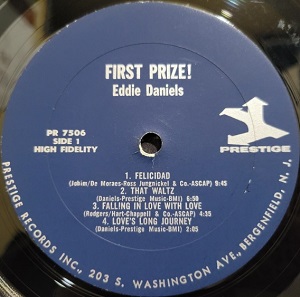 FIRST PRIZE!
Eddie Daniels
PR 7506
SIDE 1
HIGH FIDELITY
PRESTIGE
1. FELICIDAD
(Jobim/De Moraes-Ross Jungnickel & Co.-ASCAP) 9:45
2. THAT WALTZ
(Daniels-Prestige Music-BMI) 6:50
3. FALLING IN LOVE WITH LOVE
(Rodgers/Hart-Chappell & Co.-ASCAP) 4:35
4. LOVE'S LONG JOURNEY
(Daniels-Prestige Music-BMI) 3:05
PRESTIGE RECORDS INC., 203 S. WASHINGTON AVE., BERGENFIELD, N. J.